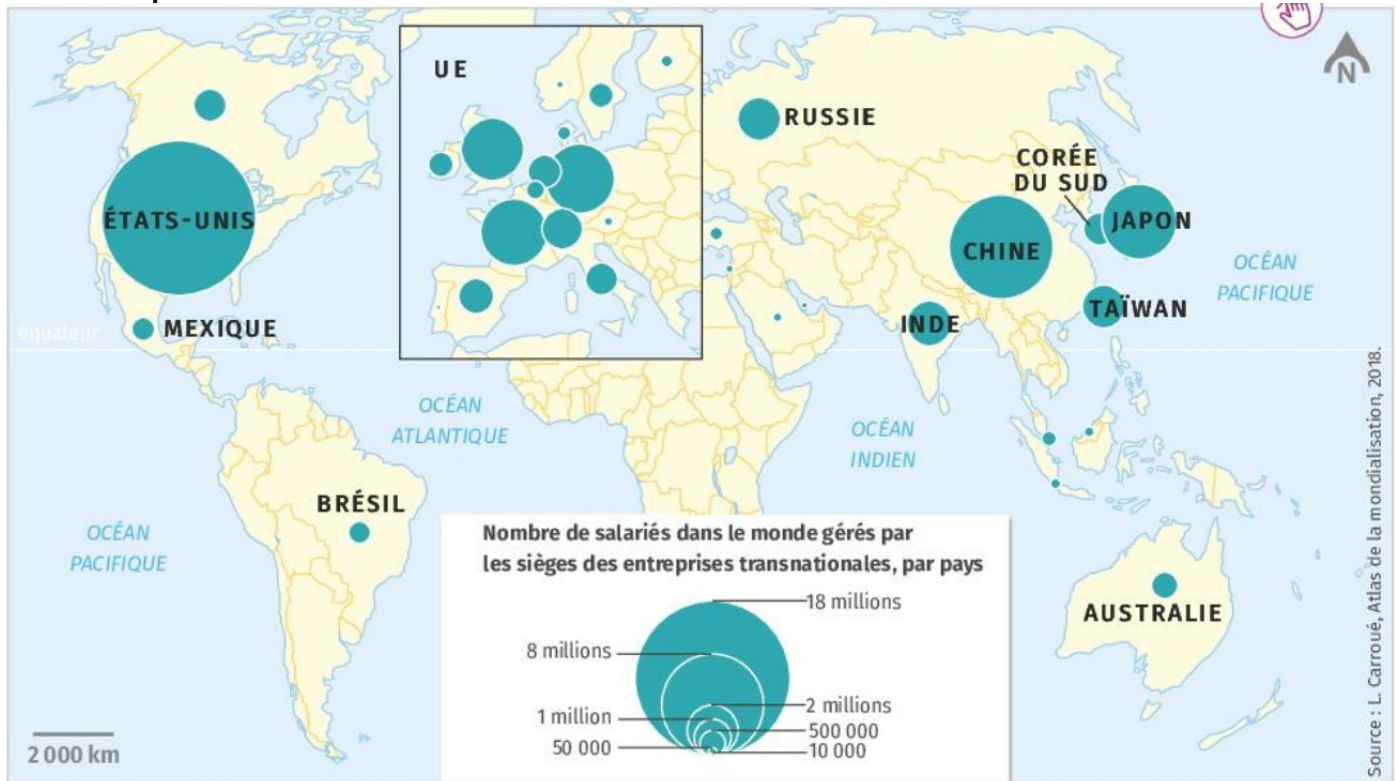 UE
N
RUSSIE
CORÉE
DU SUD
ÉTATS-UNIS
JAPON
CHINE
OCÉAN
PACIFIQUE
TAÏWAN
INDE
MEXIQUE
équateur
OCÉAN
ATLANTIQUE
OCÉAN
INDIEN
BRÉSIL
OCÉAN
PACIFIQUE
AUSTRALIE
Nombre de salariés dans le monde gérés par
les sièges des entreprises transnationales, par pays
18 millions
8 millions
2 millions
1 million
500 000
50 000
10 000
2 000 km
Source : L. Carroué, Atlas de la mondialisation, 2018.